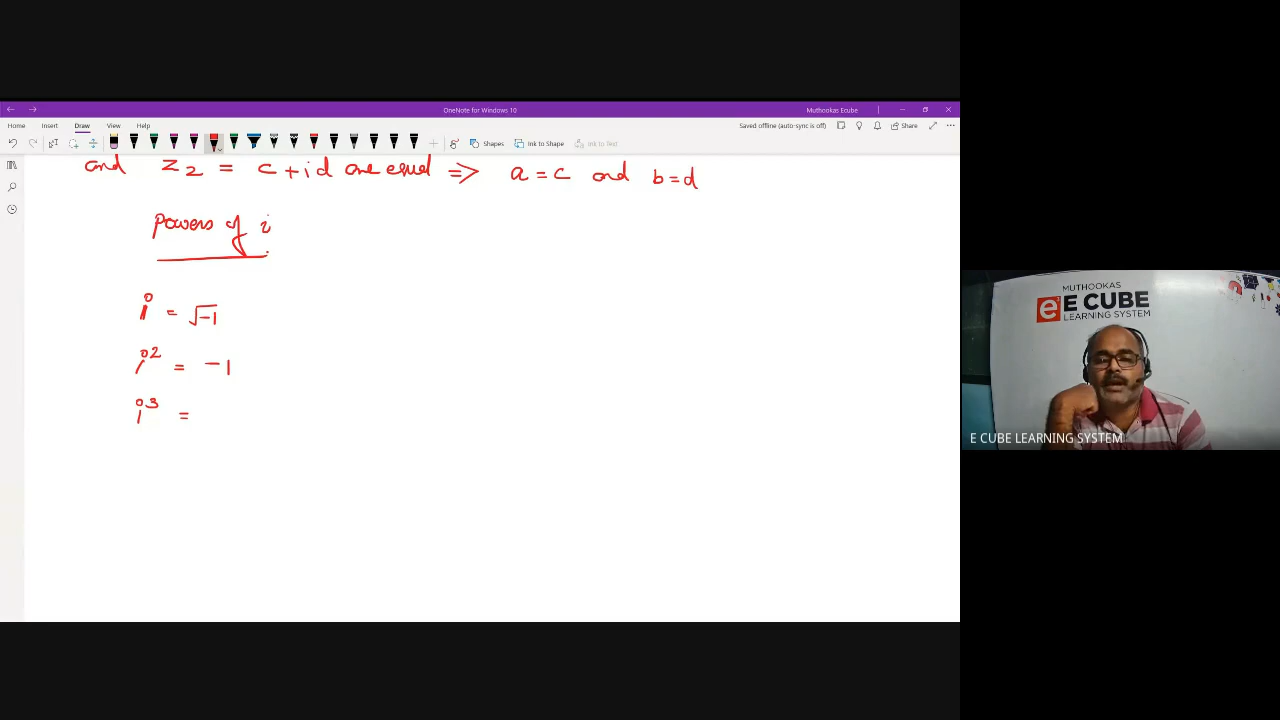 OneNote for Windows 10
Muthookas Ecube
Home Insert Draw View Help
Saved offline (auto-sync is off)
Share
Shapes
Ink to Shape
Ink to Text
and z2 = c + id are equal => a = c and b = d
Powers of i
i = √-1
i² = -1
i³ =
MUTHOOKAS
e³ E CUBE
LEARNING SYSTEM
E CUBE LEARNING SYSTEM